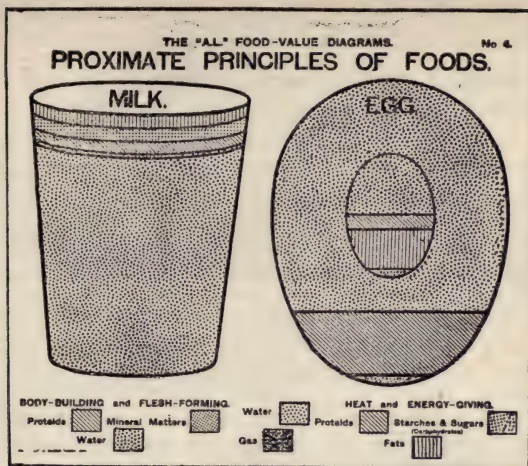 THE "A.L." FOOD-VALUE DIAGRAMS. No 4.
PROXIMATE PRINCIPLES OF FOODS.
MILK.
EGG
BODY-BUILDING and FLESH-FORMING. HEAT and ENERGY-GIVING.
Proteids Mineral Matters Water Proteids Starches & Sugars
(Carbohydrates)
Water Gas Fats